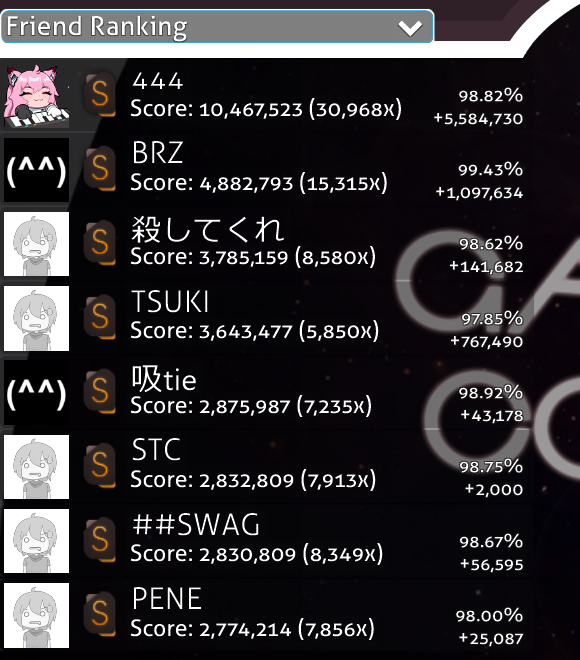 Friend Ranking
444
Score: 10,467,523 (30,968x)
98.82%
+5,584,730
(^^)
BRZ
Score: 4,882,793 (15,315x)
99.43%
+1,097,634
殺してくれ
Score: 3,785,159 (8,580x)
98.62%
+141,682
TSUKI
Score: 3,643,477 (5,850x)
97.85%
+767,490
(^^)
吸tie
Score: 2,875,987 (7,235x)
98.92%
+43,178
STC
Score: 2,832,809 (7,913x)
98.75%
+2,000
##SWAG
Score: 2,830,809 (8,349x)
98.67%
+56,595
PENE
Score: 2,774,214 (7,856x)
98.00%
+25,087
S
S
S
S
S
S
S
S
GA
CO